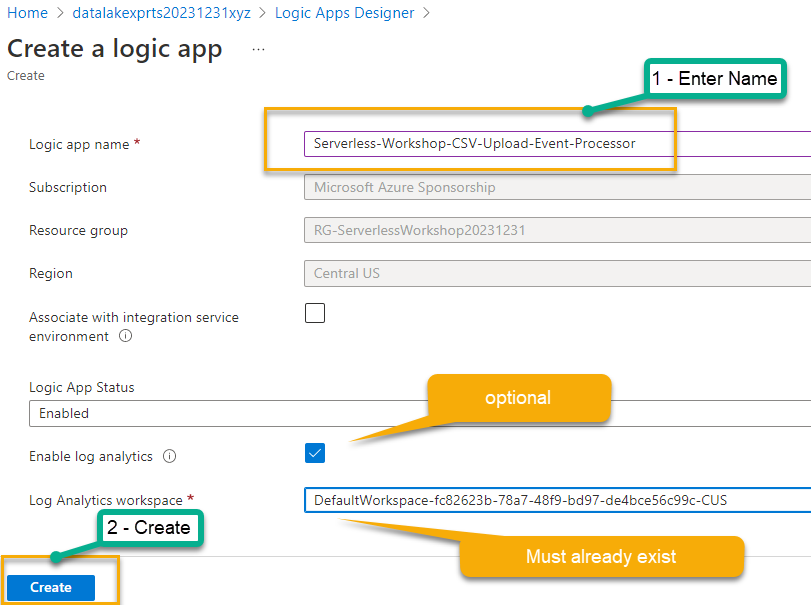 Home > datalakexprts20231231xyz > Logic Apps Designer >
Create a logic app ...
Create
1 - Enter Name
Logic app name * Serverless-Workshop-CSV-Upload-Event-Processor
Subscription Microsoft Azure Sponsorship
Resource group RG-ServerlessWorkshop20231231
Region Central US
Associate with integration service
environment
Logic App Status
optional
Enabled
Enable log analytics
Log Analytics workspace * DefaultWorkspace-fc82623b-78a7-48f9-bd97-de4bce56c99c-CUS
2 - Create
Must already exist
Create